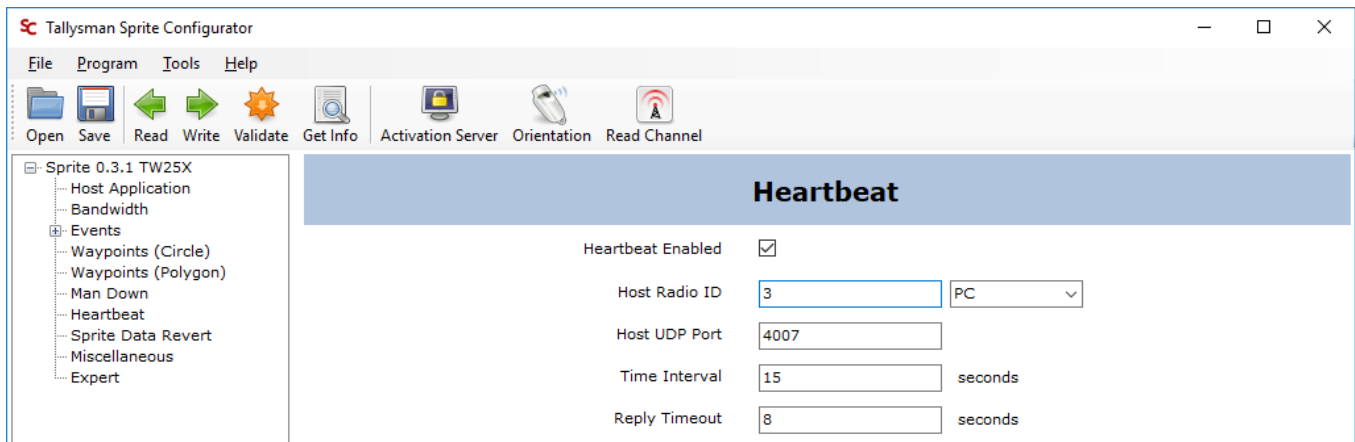 SC Tallysman Sprite Configurator
File Program Tools Help
Open Save Read Write Validate Get Info Activation Server Orientation Read Channel
Sprite 0.3.1 TW25X
Host Application
Bandwidth
Events
Waypoints (Circle)
Waypoints (Polygon)
Man Down
Heartbeat
Sprite Data Revert
Miscellaneous
Expert
Heartbeat
Heartbeat Enabled
Host Radio ID 3 PC
Host UDP Port 4007
Time Interval 15 seconds
Reply Timeout 8 seconds